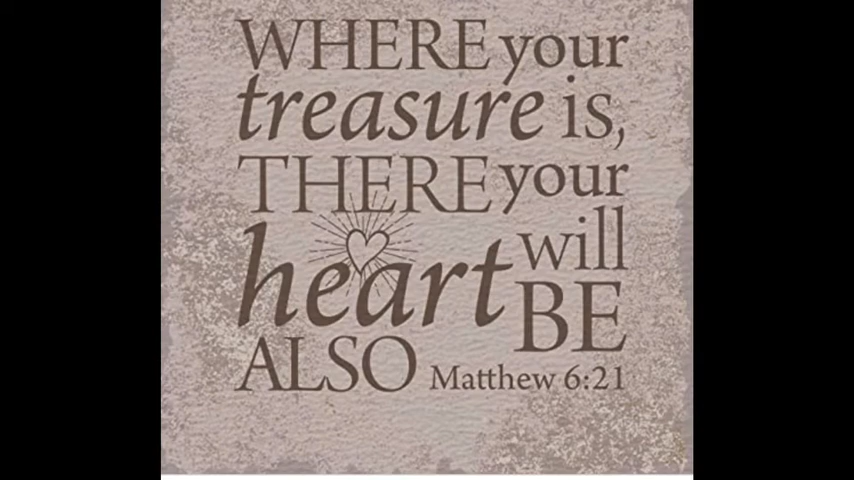 WHERE your
treasure is,
THERE your
heart will
BE
ALSO Matthew 6:21